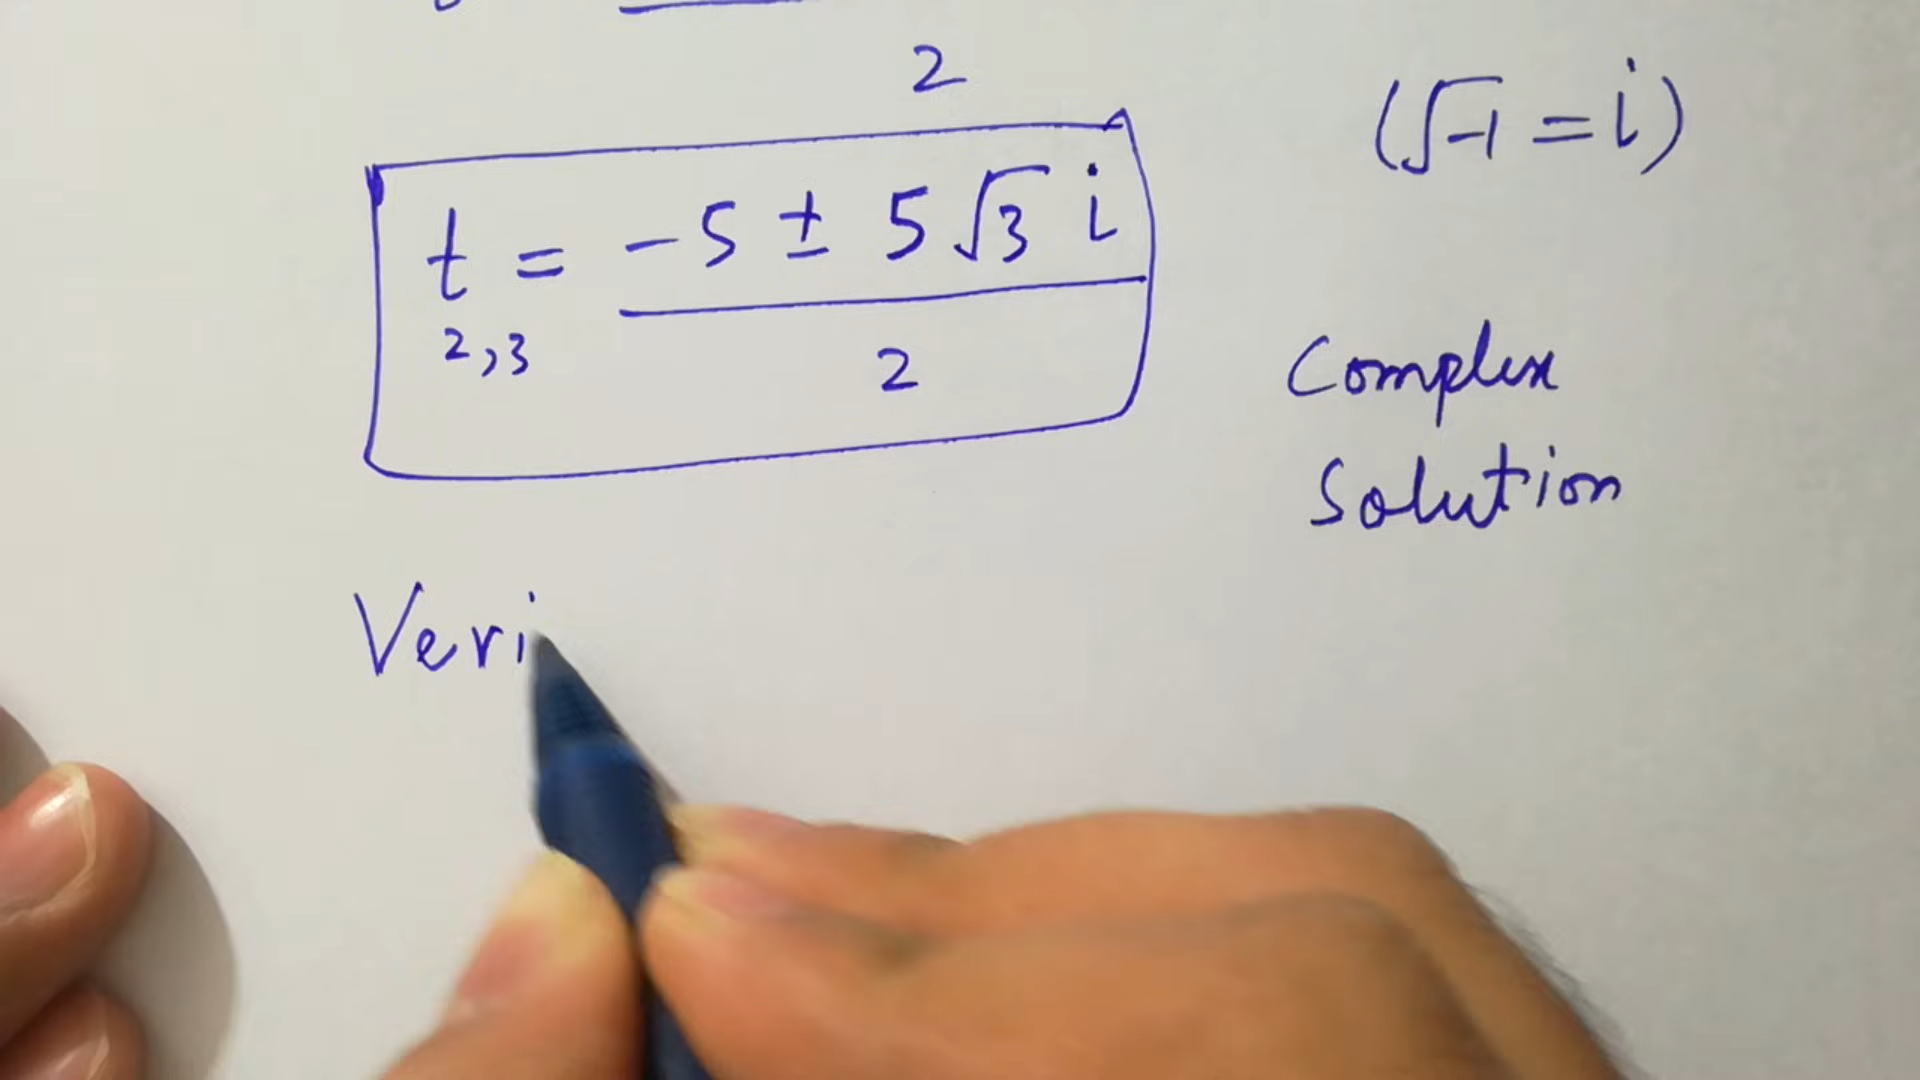 2
(√-1 = i)
t = -5 ± 5√3 i
2,3
2
Complex
Solution
Veri